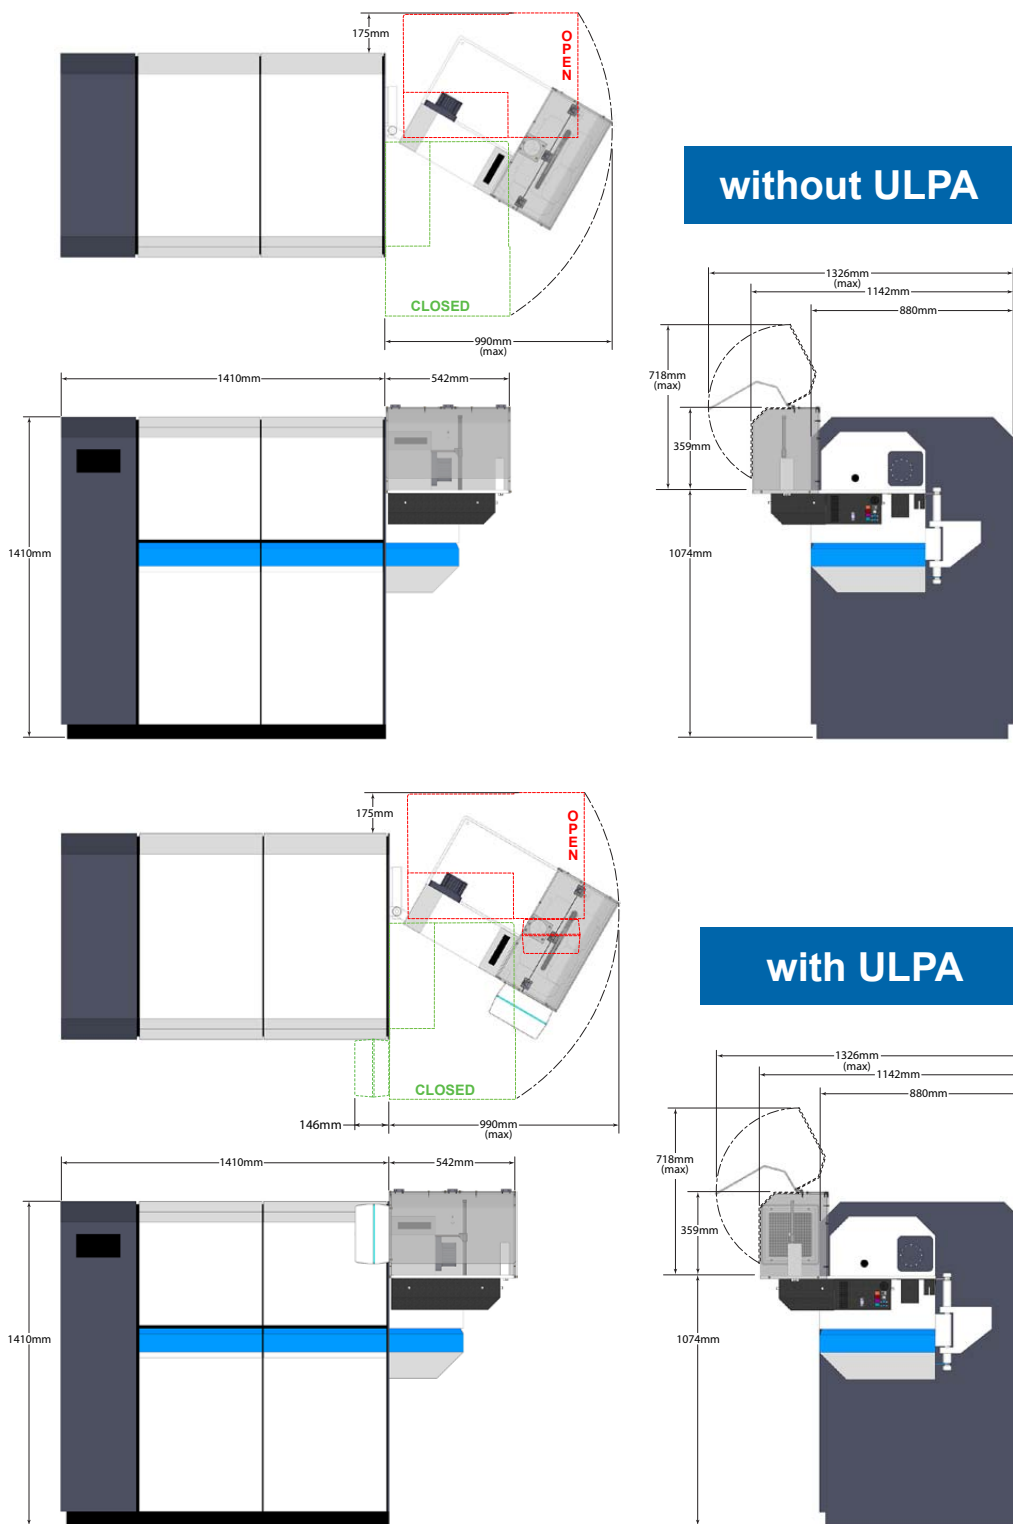 175mm
OPEN
without ULPA
CLOSED
990mm
(max)
1326mm
(max)
1142mm
880mm
1410mm
542mm
718mm
(max)
359mm
1410mm
1074mm
175mm
OPEN
with ULPA
CLOSED
146mm
990mm
(max)
1326mm
(max)
1142mm
880mm
1410mm
542mm
718mm
(max)
359mm
1410mm
1074mm